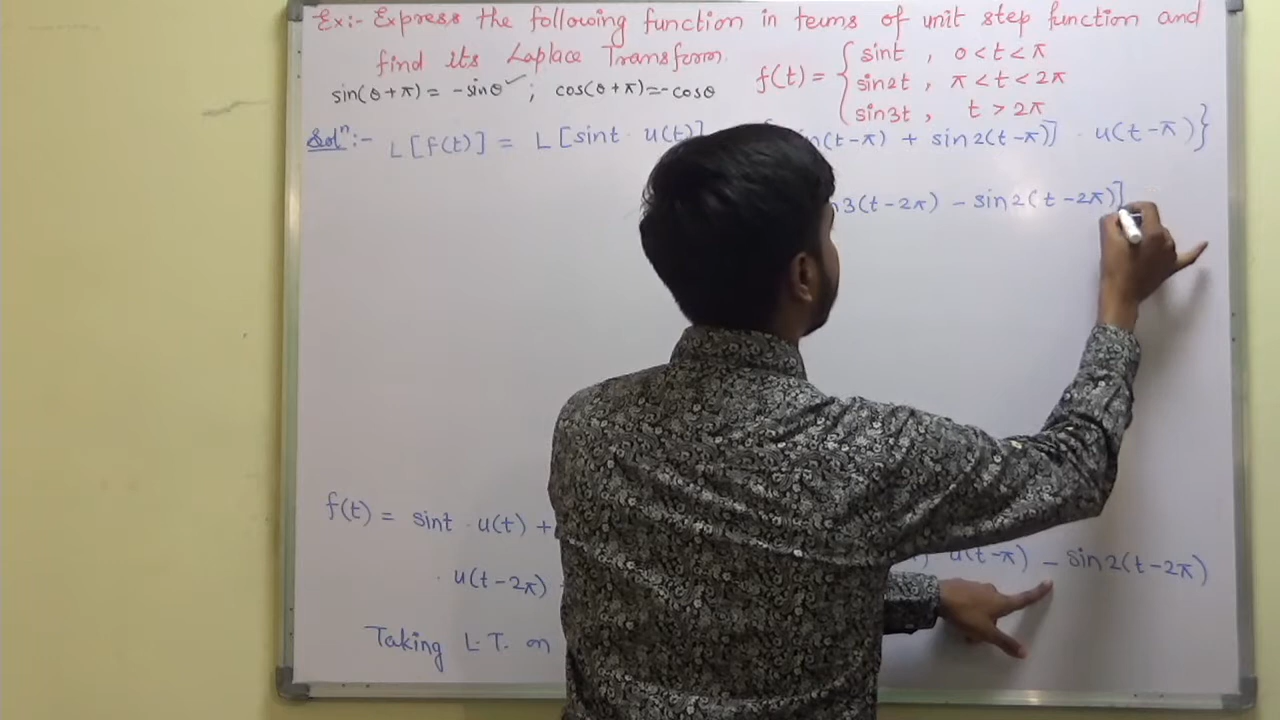 Ex:- Express the following function in terms of unit step function and
find its Laplace Transform. f(t) = { sint , 0 < t < π
sin2t , π < t < 2π
sin3t , t > 2π
sin(θ+π) = -sinθ ✓ ; cos(θ+π)=-cosθ
Solⁿ:- L[f(t)] = L[sint · u(t)] (t-π) + sin2(t-π)] · u(t-π)}
3(t-2π) - sin2(t-2π)]
f(t) = sint · u(t) +
u(t-π) - sin2(t-2π)
· u(t-2π)
Taking L.T. on